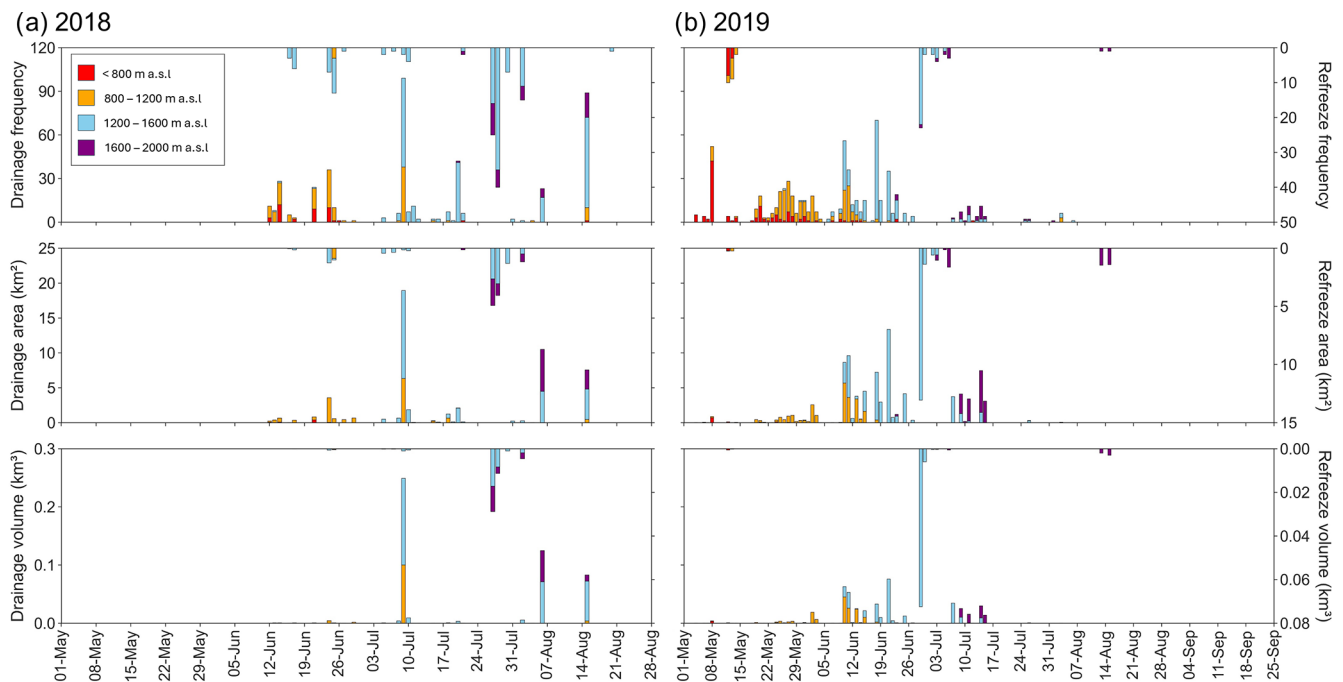 (a) 2018
(b) 2019
Drainage frequency
120
90
60
30
0
< 800 m a.s.l
800 – 1200 m a.s.l
1200 – 1600 m a.s.l
1600 – 2000 m a.s.l
0
10
20
30
40
50
Refreeze frequency
Drainage area (km²)
25
20
15
10
5
0
0
5
10
15
Refreeze area (km²)
Drainage volume (km³)
0.3
0.2
0.1
0.0
0.00
0.02
0.04
0.06
0.08
Refreeze volume (km³)
01-May
08-May
15-May
22-May
29-May
05-Jun
12-Jun
19-Jun
26-Jun
03-Jul
10-Jul
17-Jul
24-Jul
31-Jul
07-Aug
14-Aug
21-Aug
28-Aug
01-May
08-May
15-May
22-May
29-May
05-Jun
12-Jun
19-Jun
26-Jun
03-Jul
10-Jul
17-Jul
24-Jul
31-Jul
07-Aug
14-Aug
21-Aug
28-Aug
04-Sep
11-Sep
18-Sep
25-Sep